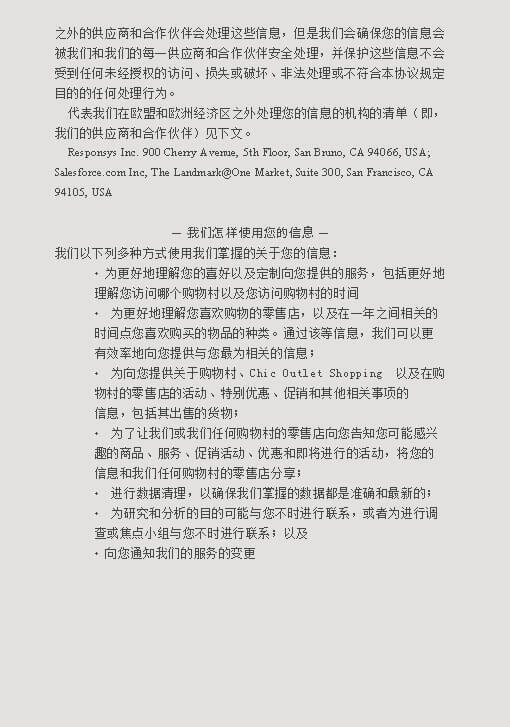 之外的供应商和合作伙伴会处理这些信息，但是我们会确保您的信息会
被我们和我们的每一供应商和合作伙伴安全处理，并保护这些信息不会
受到任何未经授权的访问、损失或破坏、非法处理或不符合本协议规定
目的的任何处理行为。
代表我们在欧盟和欧洲经济区之外处理您的信息的机构的清单（即，
我们的供应商和合作伙伴）见下文。
Responsys Inc. 900 Cherry Avenue, 5th Floor, San Bruno, CA 94066, USA;
Salesforce.com Inc, The Landmark@One Market, Suite 300, San Francisco, CA
94105, USA
— 我们怎样使用您的信息 —
我们以下列多种方式使用我们掌握的关于您的信息：
· 为更好地理解您的喜好以及定制向您提供的服务，包括更好地
理解您访问哪个购物村以及您访问购物村的时间
· 为更好地理解您喜欢购物的零售店，以及在一年之间相关的
时间点您喜欢购买的物品的种类。通过该等信息，我们可以更
有效率地向您提供与您最为相关的信息；
· 为向您提供关于购物村、Chic Outlet Shopping 以及在购
物村的零售店的活动、特别优惠、促销和其他相关事项的
信息，包括其出售的货物；
· 为了让我们或我们任何购物村的零售店向您告知您可能感兴
趣的商品、服务、促销活动、优惠和即将进行的活动，将您的
信息和我们任何购物村的零售店分享；
· 进行数据清理，以确保我们掌握的数据都是准确和最新的；
· 为研究和分析的目的可能与您不时进行联系，或者为进行调
查或焦点小组与您不时进行联系；以及
· 向您通知我们的服务的变更